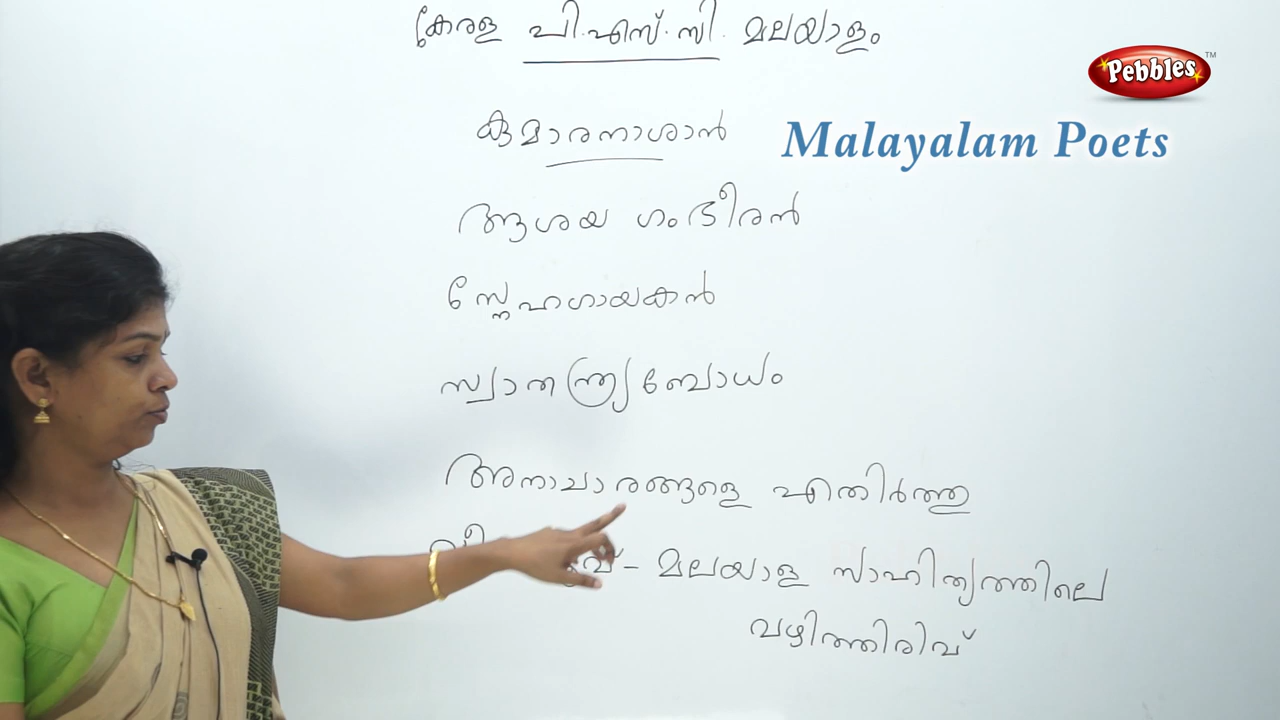 കേരള പി.എസ്.സി. മലയാളം
Pebbles TM
കുമാരനാശാൻ
Malayalam Poets
ആശയ ഗംഭീരൻ
സ്നേഹഗായകൻ
സ്വാതന്ത്ര്യബോധം
അനാചാരങ്ങളെ എതിർത്തു
– മലയാള സാഹിത്യത്തിലെ
വഴിത്തിരിവ്